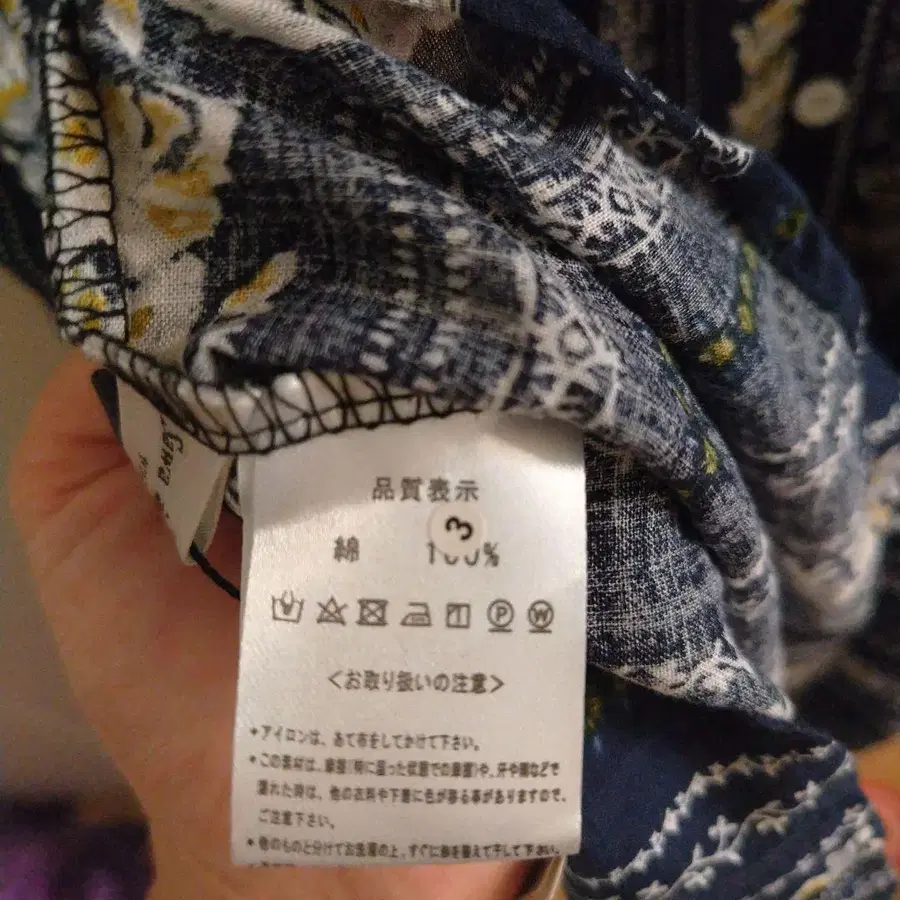 品質表示
3
綿 100%
P W
<お取り扱いの注意>
*アイロンは、あて布をしてかけて下さい。
*この素材は、摩擦(特に湿った状態での摩擦)や、汗や雨などで
濡れた時は、他の衣料や下着に色が移る事がありますので、
ご注意下さい。
*他のものと分けてお洗濯の上、すぐに形を整えて干して下さい。